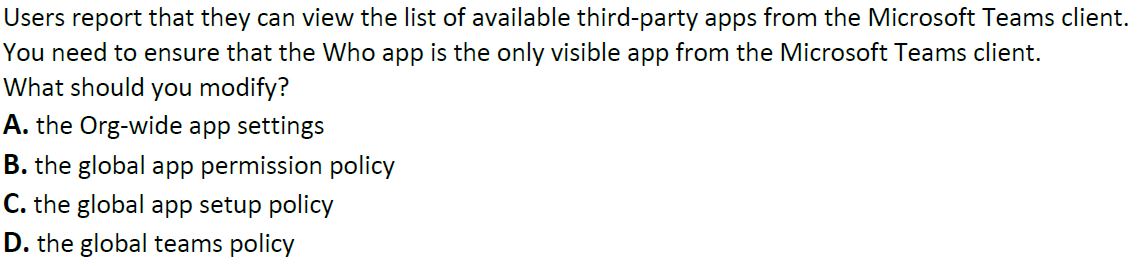 Users report that they can view the list of available third-party apps from the Microsoft Teams client.
You need to ensure that the Who app is the only visible app from the Microsoft Teams client.
What should you modify?
A. the Org-wide app settings
B. the global app permission policy
C. the global app setup policy
D. the global teams policy